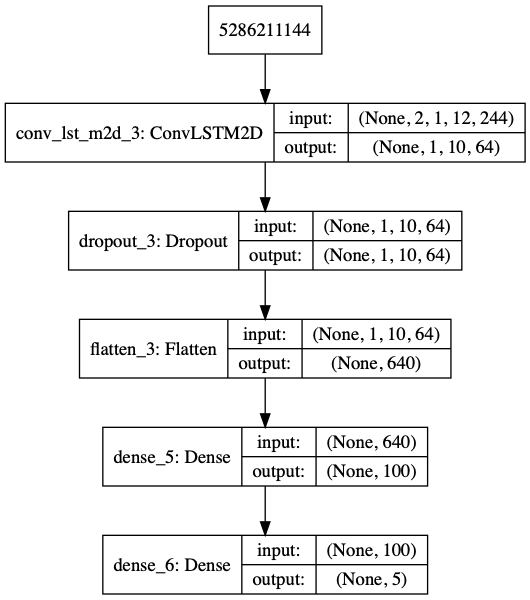 5286211144
conv_lst_m2d_3: ConvLSTM2D
input: (None, 2, 1, 12, 244)
output: (None, 1, 10, 64)
dropout_3: Dropout
input: (None, 1, 10, 64)
output: (None, 1, 10, 64)
flatten_3: Flatten
input: (None, 1, 10, 64)
output: (None, 640)
dense_5: Dense
input: (None, 640)
output: (None, 100)
dense_6: Dense
input: (None, 100)
output: (None, 5)